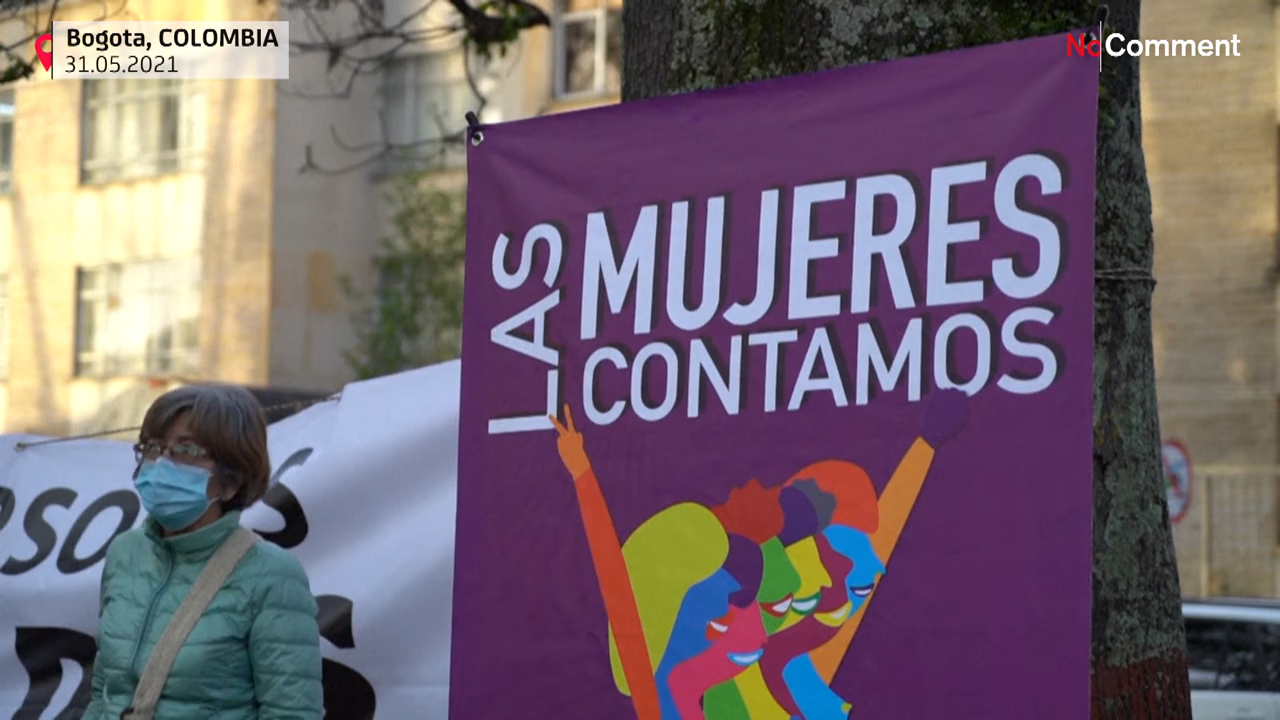 Bogota, COLOMBIA
31.05.2021
NoComment
LAS
MUJERES
CONTAMOS